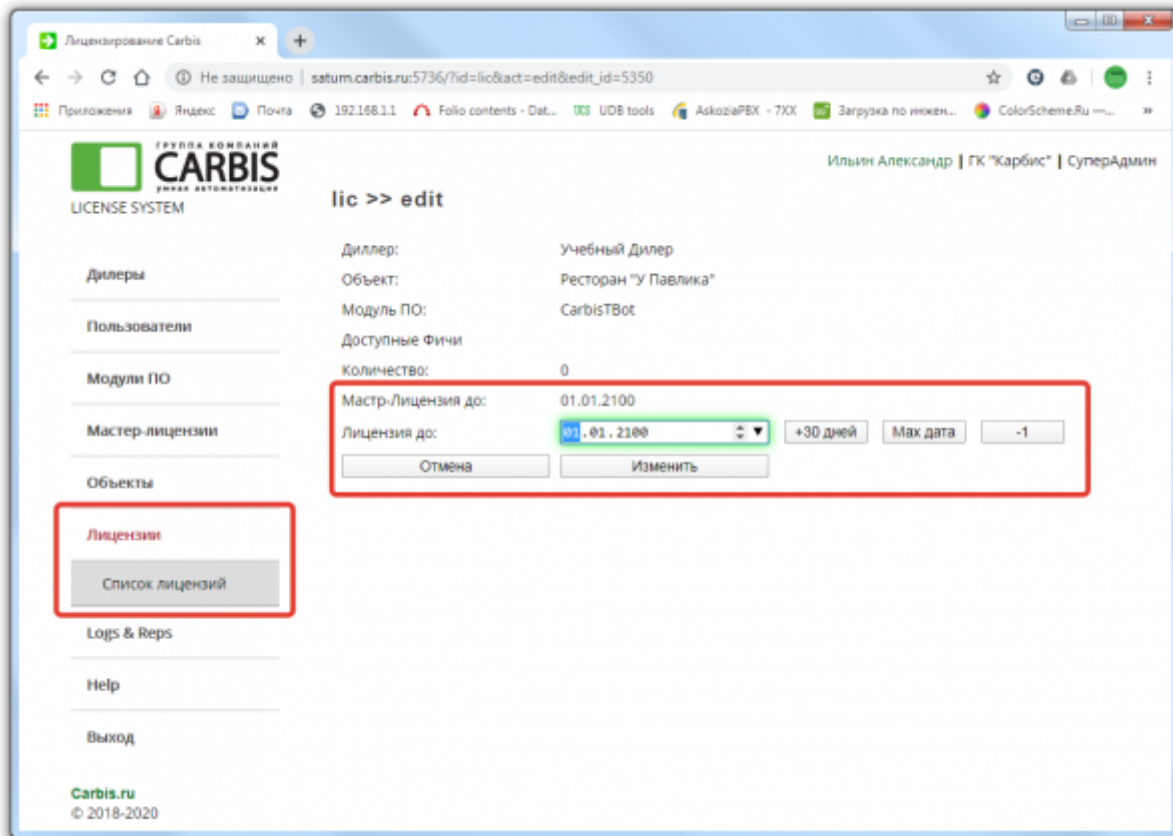 Лицензирование Carbis
Не защищено | saturn.carbis.ru:5736/?id=lic&act=edit&edit_id=5350
Приложения Яндекс Почта 192.168.1.1 Folio contents - Dat... UCS UDB tools AskoziaPBX - 7XX Загрузка по инжен... ColorScheme.Ru —... »
ГРУППА КОМПАНИЙ
CARBIS
умная автоматизация
LICENSE SYSTEM
Ильин Александр | ГК "Карбис" | СуперАдмин
lic >> edit
Диллер: Учебный Дилер
Объект: Ресторан "У Павлика"
Модуль ПО: CarbisTBot
Доступные Фичи
Количество: 0
Мастр-Лицензия до: 01.01.2100
Лицензия до: 01.01.2100 +30 дней Max дата -1
Отмена Изменить
Дилеры
Пользователи
Модули ПО
Мастер-лицензии
Объекты
Лицензии
Список лицензий
Logs & Reps
Help
Выход
Carbis.ru
© 2018-2020